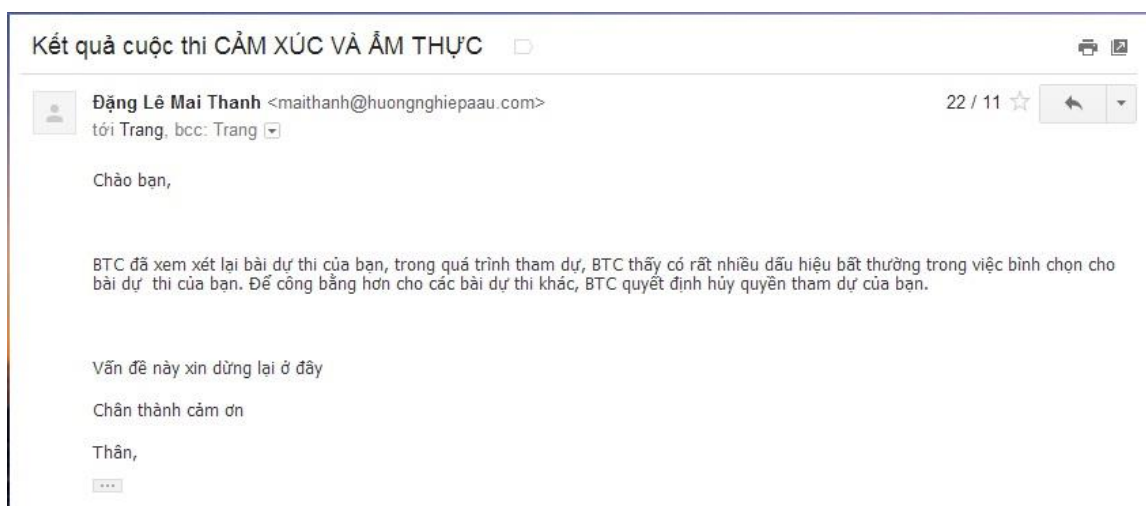 Kết quả cuộc thi CẢM XÚC VÀ ẨM THỰC
Đặng Lê Mai Thanh <maithanh@huongnghiepaau.com>
22 / 11
tới Trang, bcc: Trang
Chào bạn,
BTC đã xem xét lại bài dự thi của bạn, trong quá trình tham dự, BTC thấy có rất nhiều dấu hiệu bất thường trong việc bình chọn cho
bài dự thi của bạn. Để công bằng hơn cho các bài dự thi khác, BTC quyết định hủy quyền tham dự của bạn.
Vấn đề này xin dừng lại ở đây
Chân thành cảm ơn
Thân,